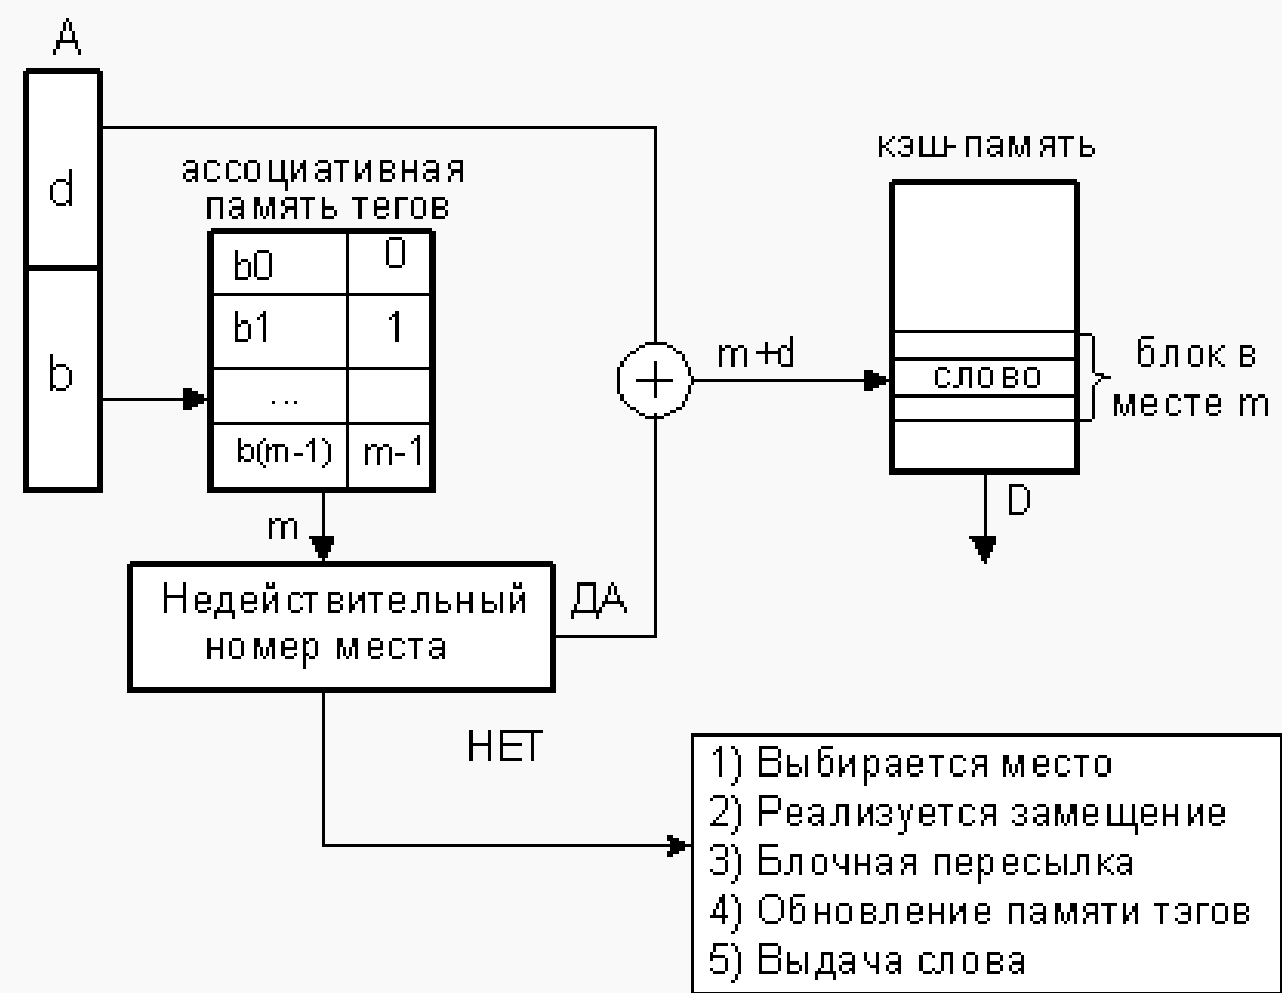 A
d
b
ассоциативная
память тегов
b0 0
b1 1
...
b(m-1) m-1
m
Недействительный
номер места
ДА
НЕТ
+
m+d
кэш-память
слово
блок в
месте m
D
1) Выбирается место
2) Реализуется замещение
3) Блочная пересылка
4) Обновление памяти тэгов
5) Выдача слова